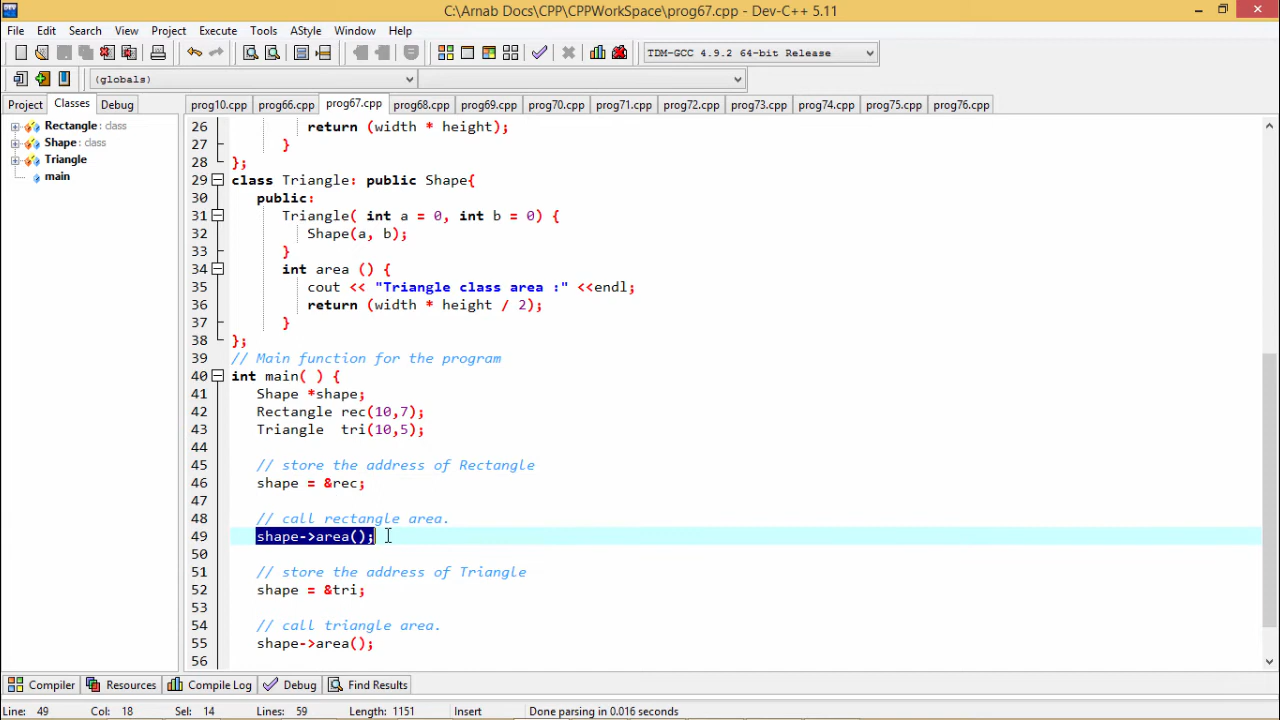 C:\Arnab Docs\CPP\CPPWorkSpace\prog67.cpp - Dev-C++ 5.11
File Edit Search View Project Execute Tools AStyle Window Help
TDM-GCC 4.9.2 64-bit Release
(globals)
Project Classes Debug
prog10.cpp prog66.cpp prog67.cpp prog68.cpp prog69.cpp prog70.cpp prog71.cpp prog72.cpp prog73.cpp prog74.cpp prog75.cpp prog76.cpp
Rectangle : class
Shape : class
Triangle
main
26 return (width * height);
27 }
28 };
29 class Triangle: public Shape{
30 public:
31 Triangle( int a = 0, int b = 0) {
32 Shape(a, b);
33 }
34 int area () {
35 cout << "Triangle class area :" <<endl;
36 return (width * height / 2);
37 }
38 };
39 // Main function for the program
40 int main( ) {
41 Shape *shape;
42 Rectangle rec(10,7);
43 Triangle  tri(10,5);
44
45 // store the address of Rectangle
46 shape = &rec;
47
48 // call rectangle area.
49 shape->area();
50
51 // store the address of Triangle
52 shape = &tri;
53
54 // call triangle area.
55 shape->area();
56
Compiler Resources Compile Log Debug Find Results
Line: 49 Col: 18 Sel: 14 Lines: 59 Length: 1151 Insert Done parsing in 0.016 seconds